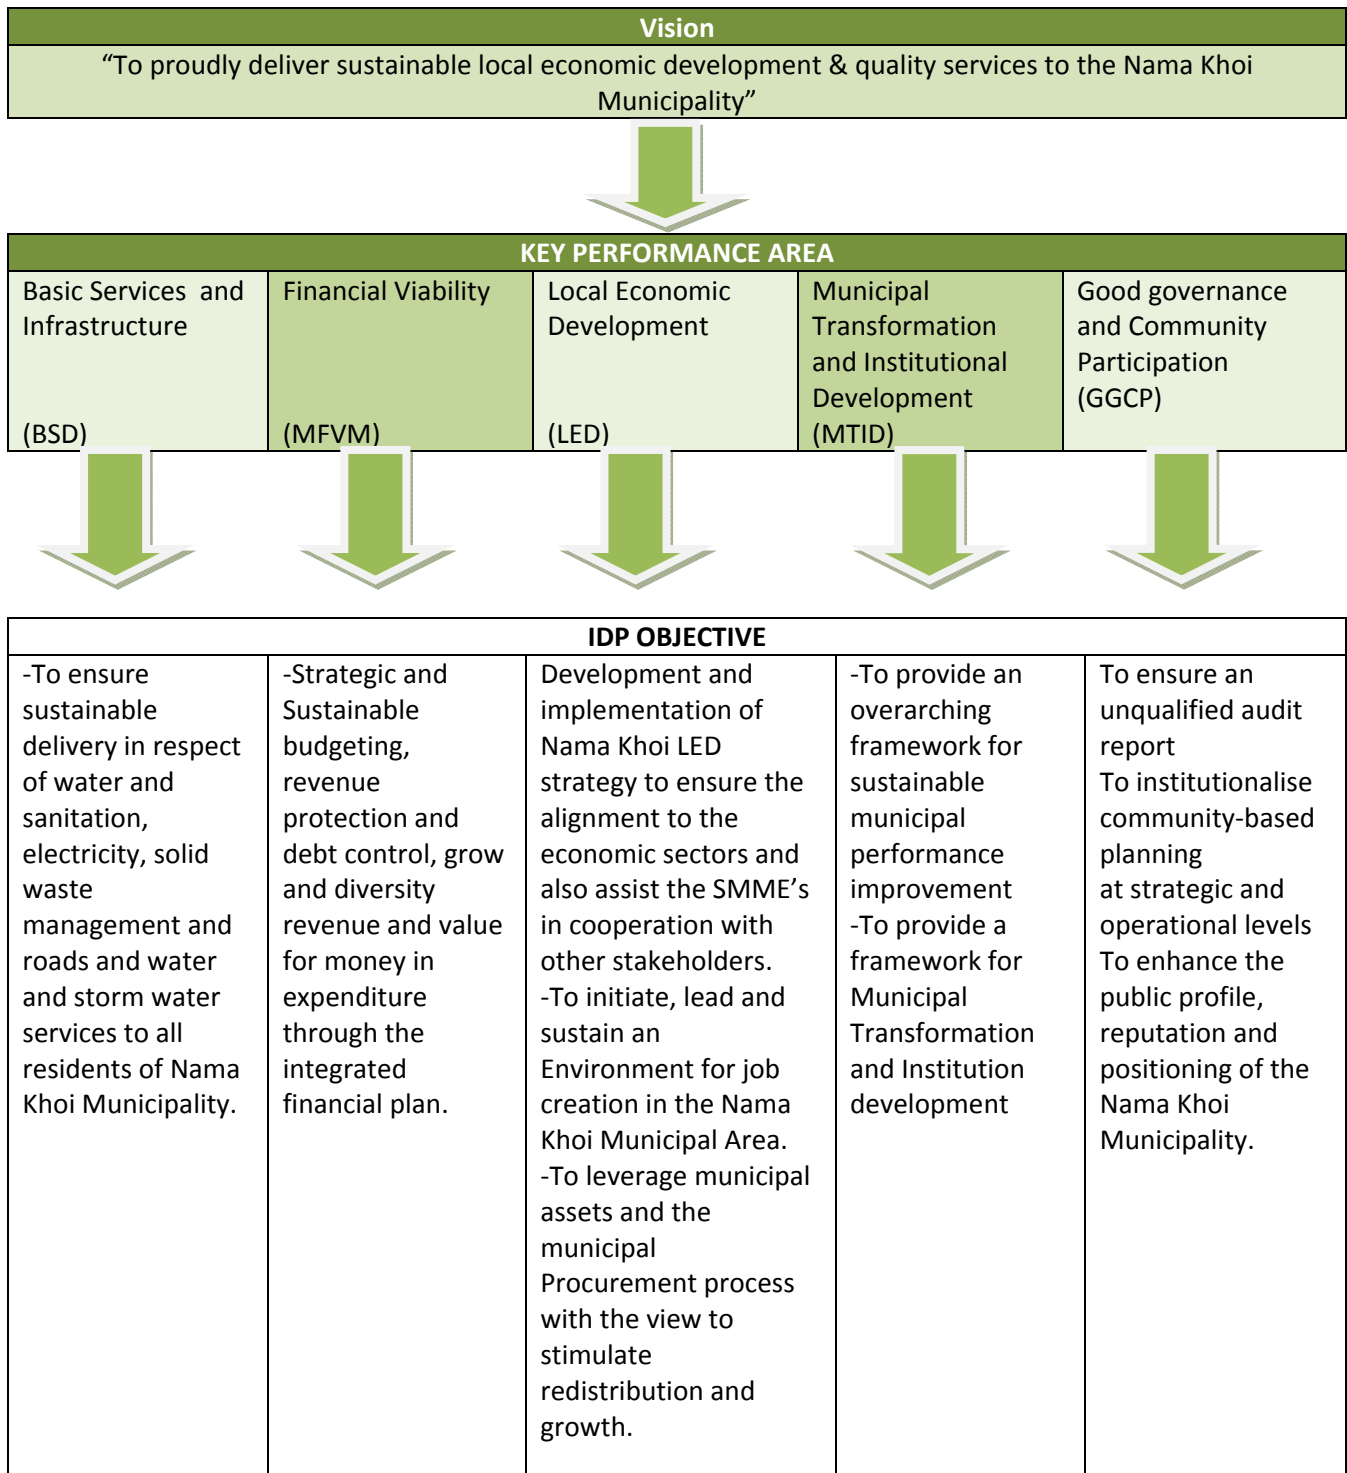 Vision
“To proudly deliver sustainable local economic development & quality services to the Nama Khoi
Municipality”
KEY PERFORMANCE AREA
Basic Services and
Infrastructure
(BSD)
Financial Viability
(MFVM)
Local Economic
Development
(LED)
Municipal
Transformation
and Institutional
Development
(MTID)
Good governance
and Community
Participation
(GGCP)
IDP OBJECTIVE
-To ensure
sustainable
delivery in respect
of water and
sanitation,
electricity, solid
waste
management and
roads and water
and storm water
services to all
residents of Nama
Khoi Municipality.
-Strategic and
Sustainable
budgeting,
revenue
protection and
debt control, grow
and diversity
revenue and value
for money in
expenditure
through the
integrated
financial plan.
Development and
implementation of
Nama Khoi LED
strategy to ensure the
alignment to the
economic sectors and
also assist the SMME’s
in cooperation with
other stakeholders.
-To initiate, lead and
sustain an
Environment for job
creation in the Nama
Khoi Municipal Area.
-To leverage municipal
assets and the
municipal
Procurement process
with the view to
stimulate
redistribution and
growth.
-To provide an
overarching
framework for
sustainable
municipal
performance
improvement
-To provide a
framework for
Municipal
Transformation
and Institution
development
To ensure an
unqualified audit
report
To institutionalise
community-based
planning
at strategic and
operational levels
To enhance the
public profile,
reputation and
positioning of the
Nama Khoi
Municipality.